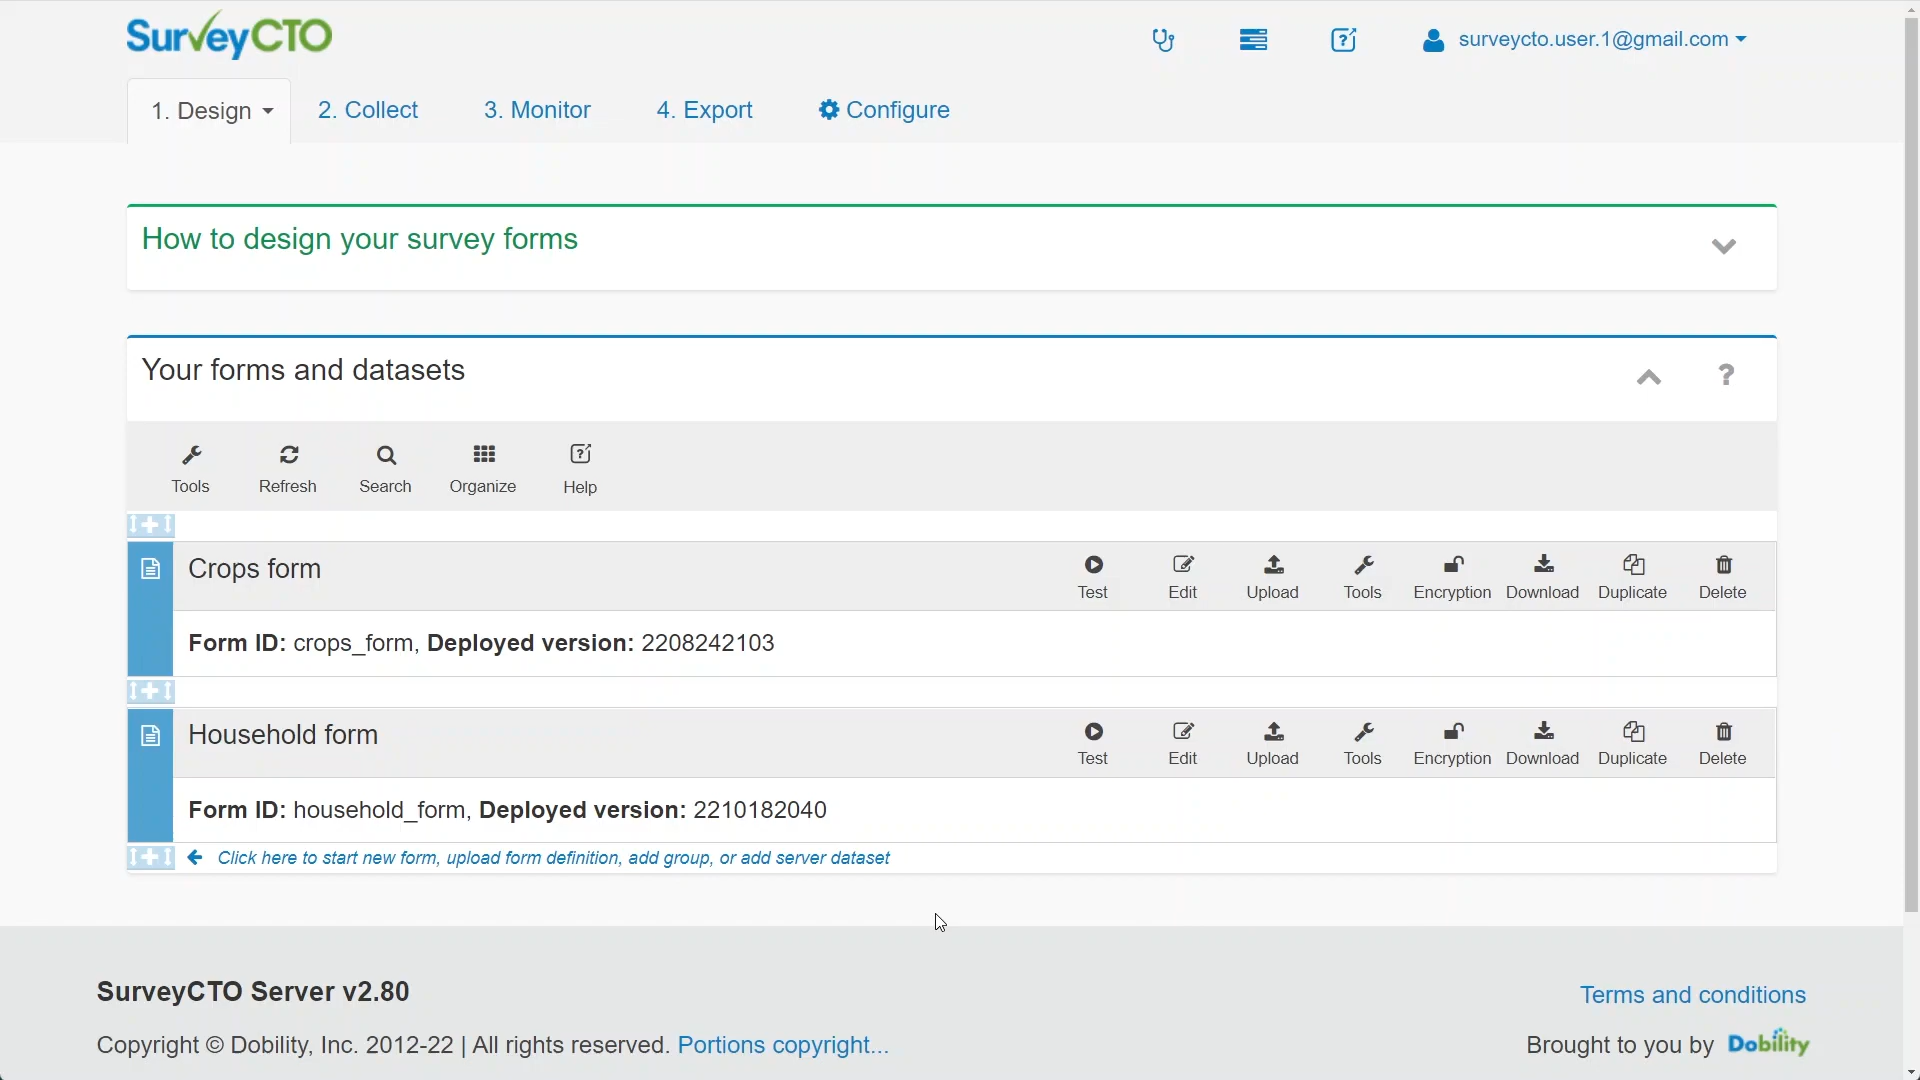 SurveyCTO
surveycto.user.1@gmail.com
1. Design
2. Collect
3. Monitor
4. Export
Configure
How to design your survey forms
Your forms and datasets
?
Tools
Refresh
Search
Organize
Help
Crops form
Test
Edit
Upload
Tools
Encryption
Download
Duplicate
Delete
Form ID: crops_form, Deployed version: 2208242103
Household form
Test
Edit
Upload
Tools
Encryption
Download
Duplicate
Delete
Form ID: household_form, Deployed version: 2210182040
Click here to start new form, upload form definition, add group, or add server dataset
SurveyCTO Server v2.80
Terms and conditions
Copyright © Dobility, Inc. 2012-22 | All rights reserved. Portions copyright...
Brought to you by Dobility